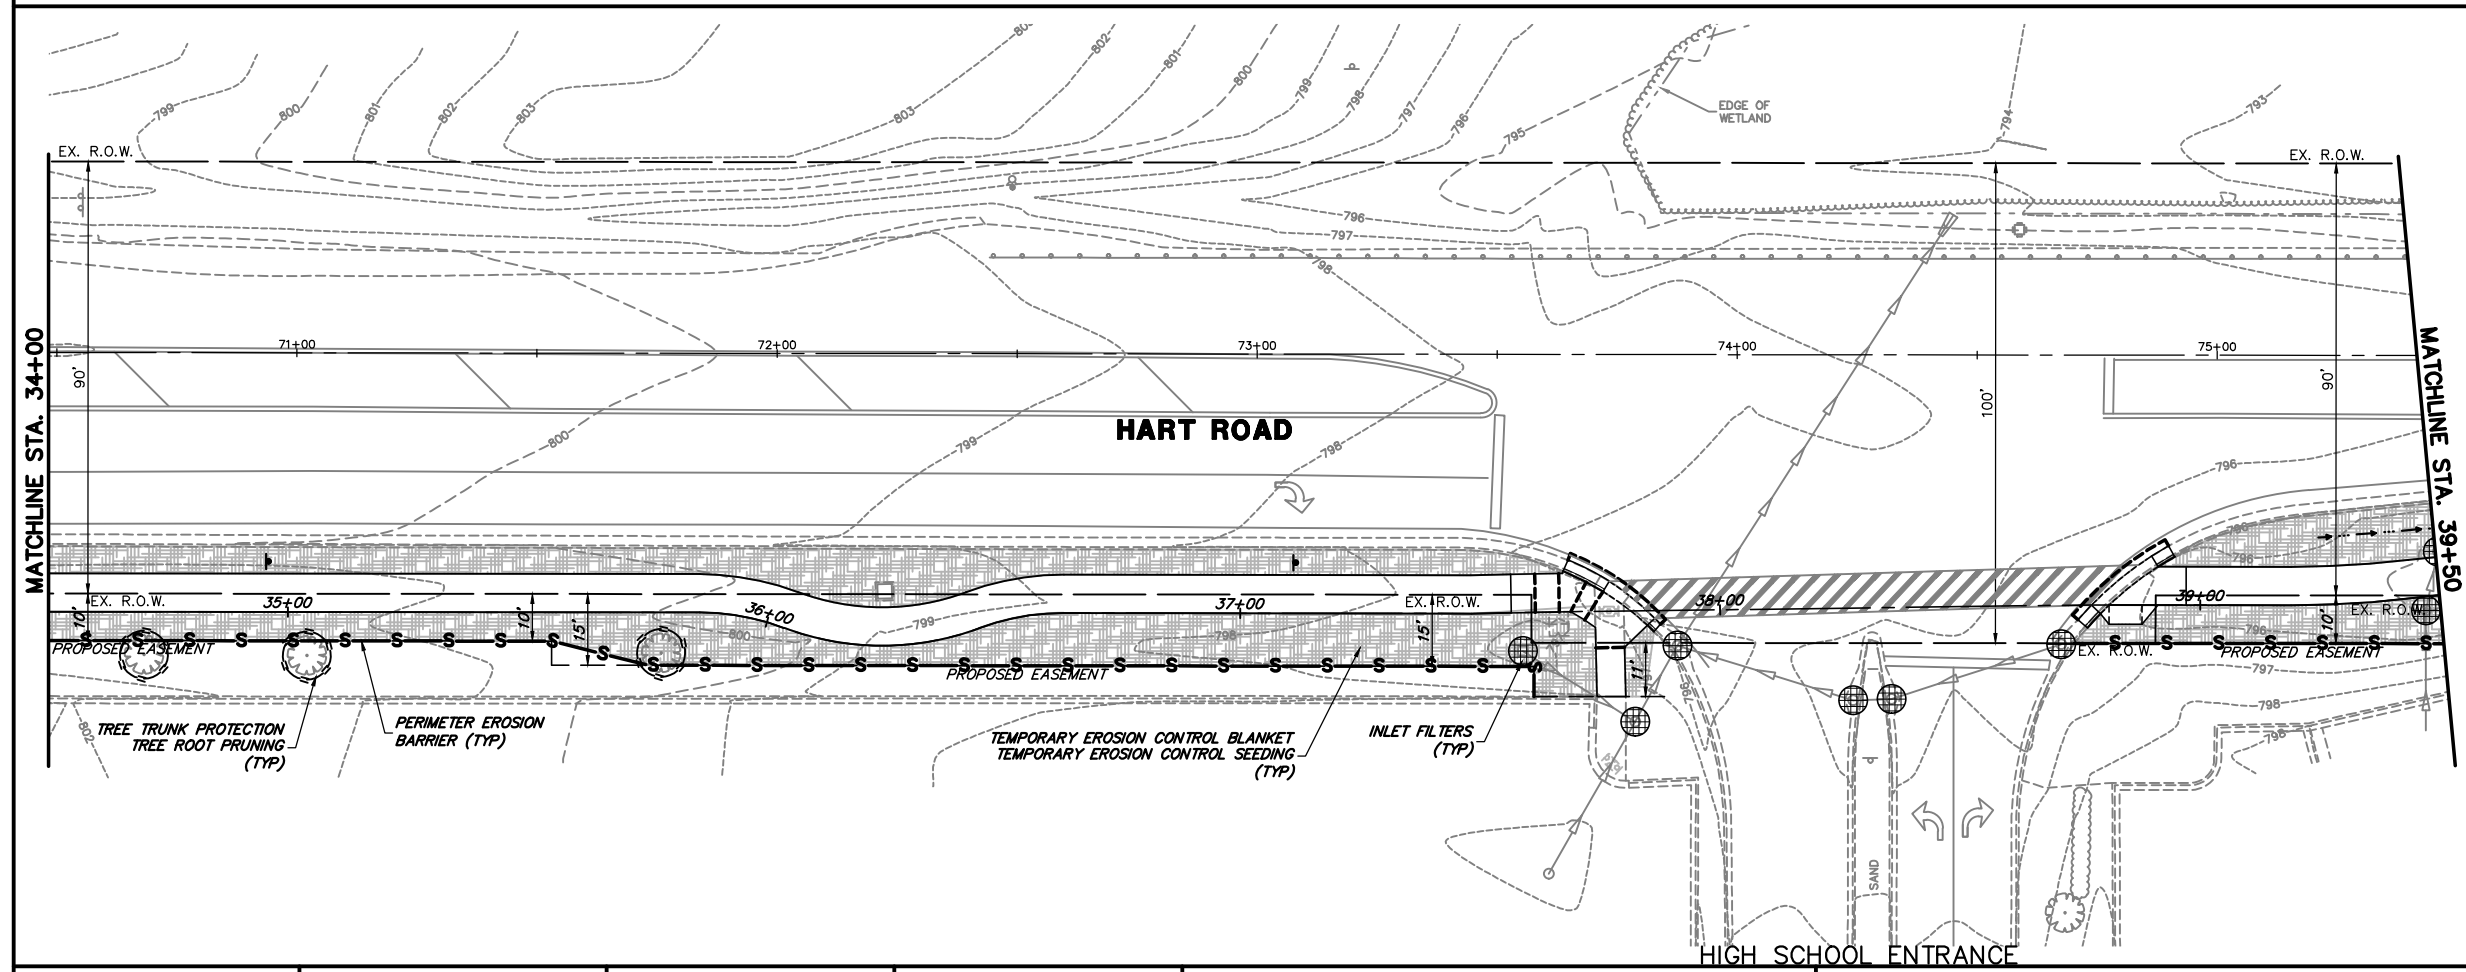 803
802
801
800
799
798
797
796
795
799
800
801
802
803
803
EDGE OF
WETLAND
794
793
EX. R.O.W.
EX. R.O.W.
796
797
798
71+00
72+00
73+00
74+00
75+00
90'
100'
90'
MATCHLINE STA. 34+00
MATCHLINE STA. 39+50
HART ROAD
800
799
798
796
796
796
EX. R.O.W.
35+00
36+00
37+00
EX. R.O.W.
38+00
39+00
EX. R.O.W.
10'
10'
15'
15'
11'
10'
800
799
798
796
S S S S S S S S S S S S S S S S S S S S S S S S S S S S S
S S S S S S S
PROPOSED EASEMENT
PROPOSED EASEMENT
EX. R.O.W.
PROPOSED EASEMENT
796
797
798
798
802
TREE TRUNK PROTECTION
TREE ROOT PRUNING
(TYP)
PERIMETER EROSION
BARRIER (TYP)
TEMPORARY EROSION CONTROL BLANKET
TEMPORARY EROSION CONTROL SEEDING
(TYP)
INLET FILTERS
(TYP)
SAND
HIGH SCHOOL ENTRANCE